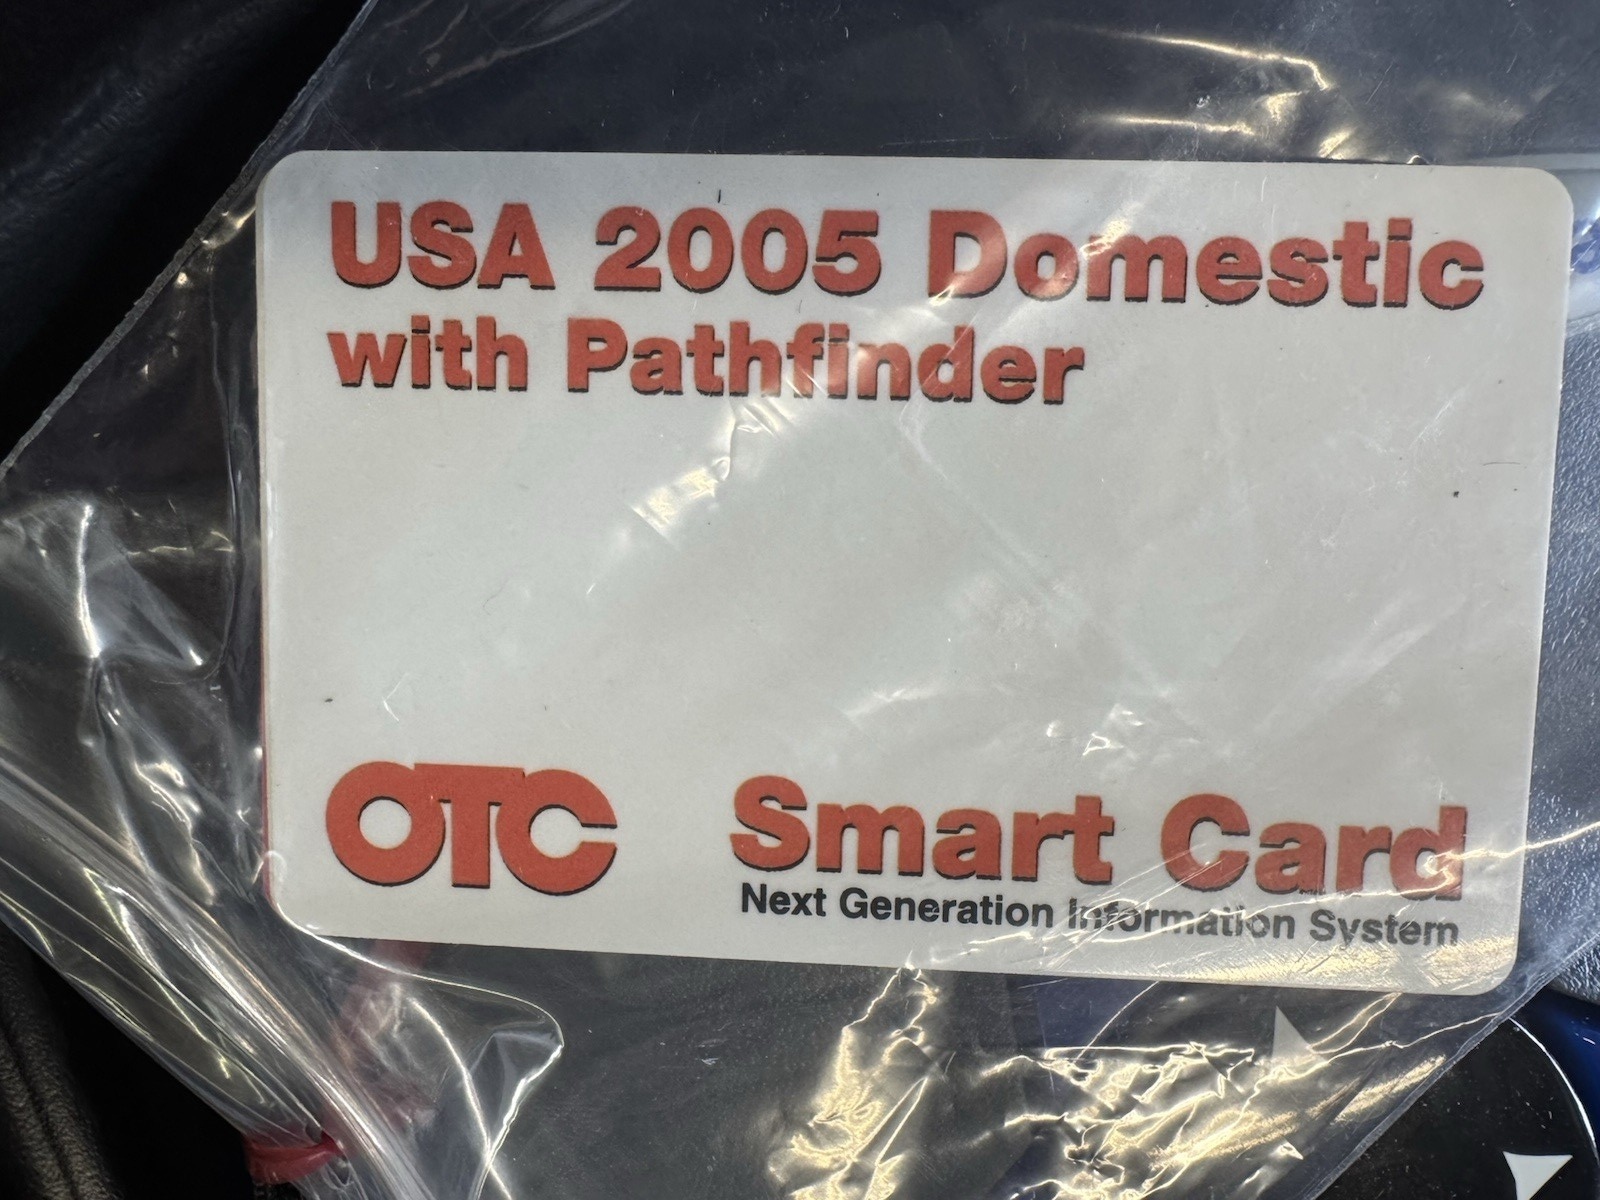 USA 2005 Domestic
with Pathfinder
OTC
Smart Card
Next Generation Information System